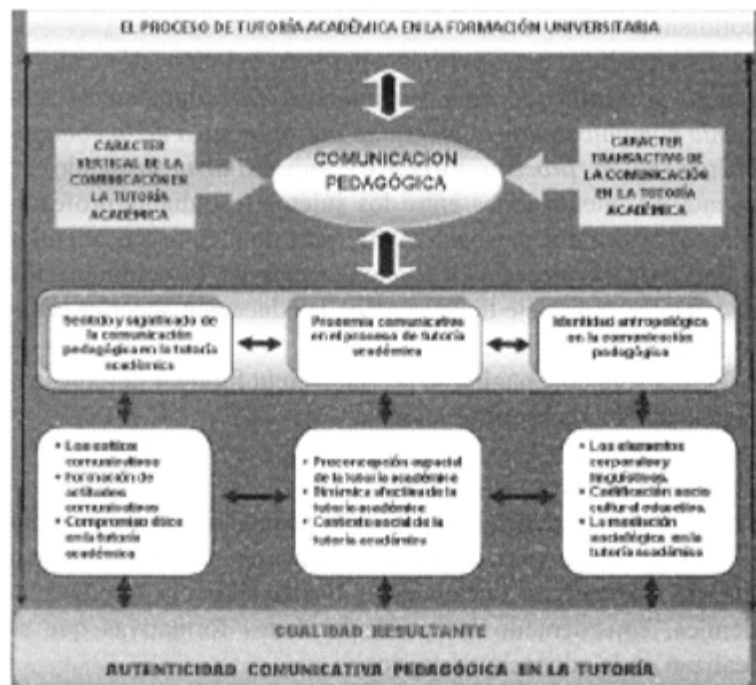 EL PROCESO DE TUTORÍA ACADÉMICA EN LA FORMACIÓN UNIVERSITARIA
CARACTER
VERTICAL DE LA
COMUNICACIÓN EN
LA TUTORÍA
ACADÉMICA
COMUNICACION
PEDAGÓGICA
CARACTER
TRANSACTIVO DE
LA COMUNICACIÓN
EN LA TUTORÍA
ACADÉMICA
Sentido y significado de
la comunicación
pedagógica en la tutoría
académica
Proxemia comunicativa
en el proceso de tutoría
académica
Identidad antropológica
en la comunicación
pedagógica
• Los estilos
comunicativos
• Formación de
actitudes
comunicativas
• Compromiso ético
en la tutoría
académica
• Preconcepción espacial
de la tutoría académica
• Dinámica afectiva de la
tutoría académica
• Contexto social de la
tutoría académica
• Los elementos
corporales y
lingüísticos.
• Codificación socio
cultural educativa.
• La mediación
sociológica en la
tutoría académica
CUALIDAD RESULTANTE
AUTENTICIDAD COMUNICATIVA PEDAGÓGICA EN LA TUTORÍA